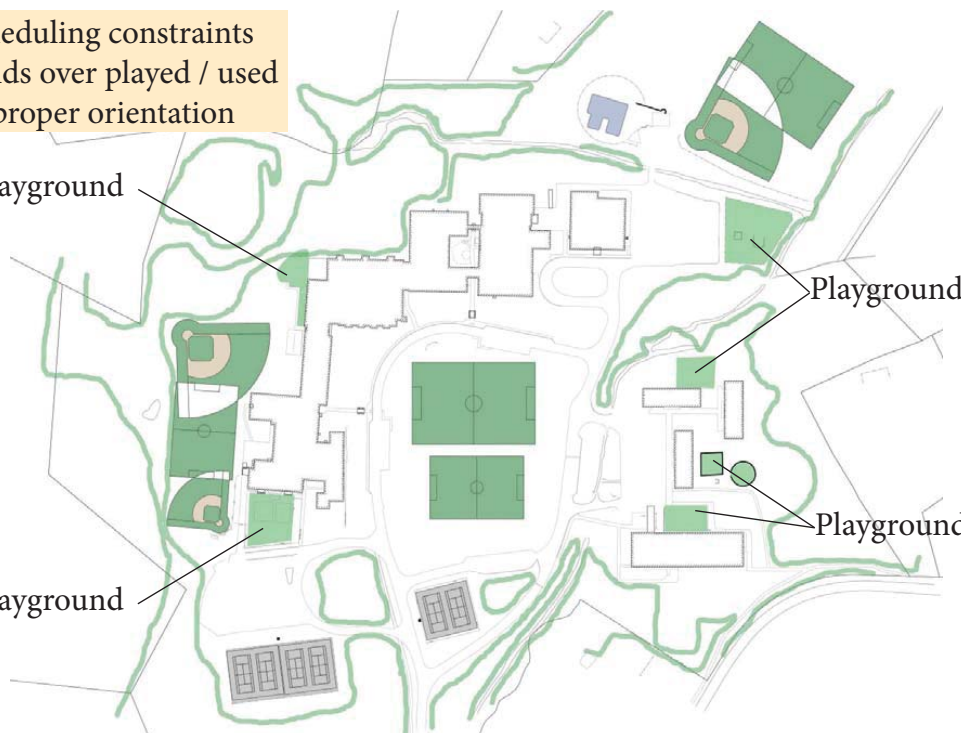 eduling constraints
ds over played / used
proper orientation
ayground
Playground
Playground
ayground